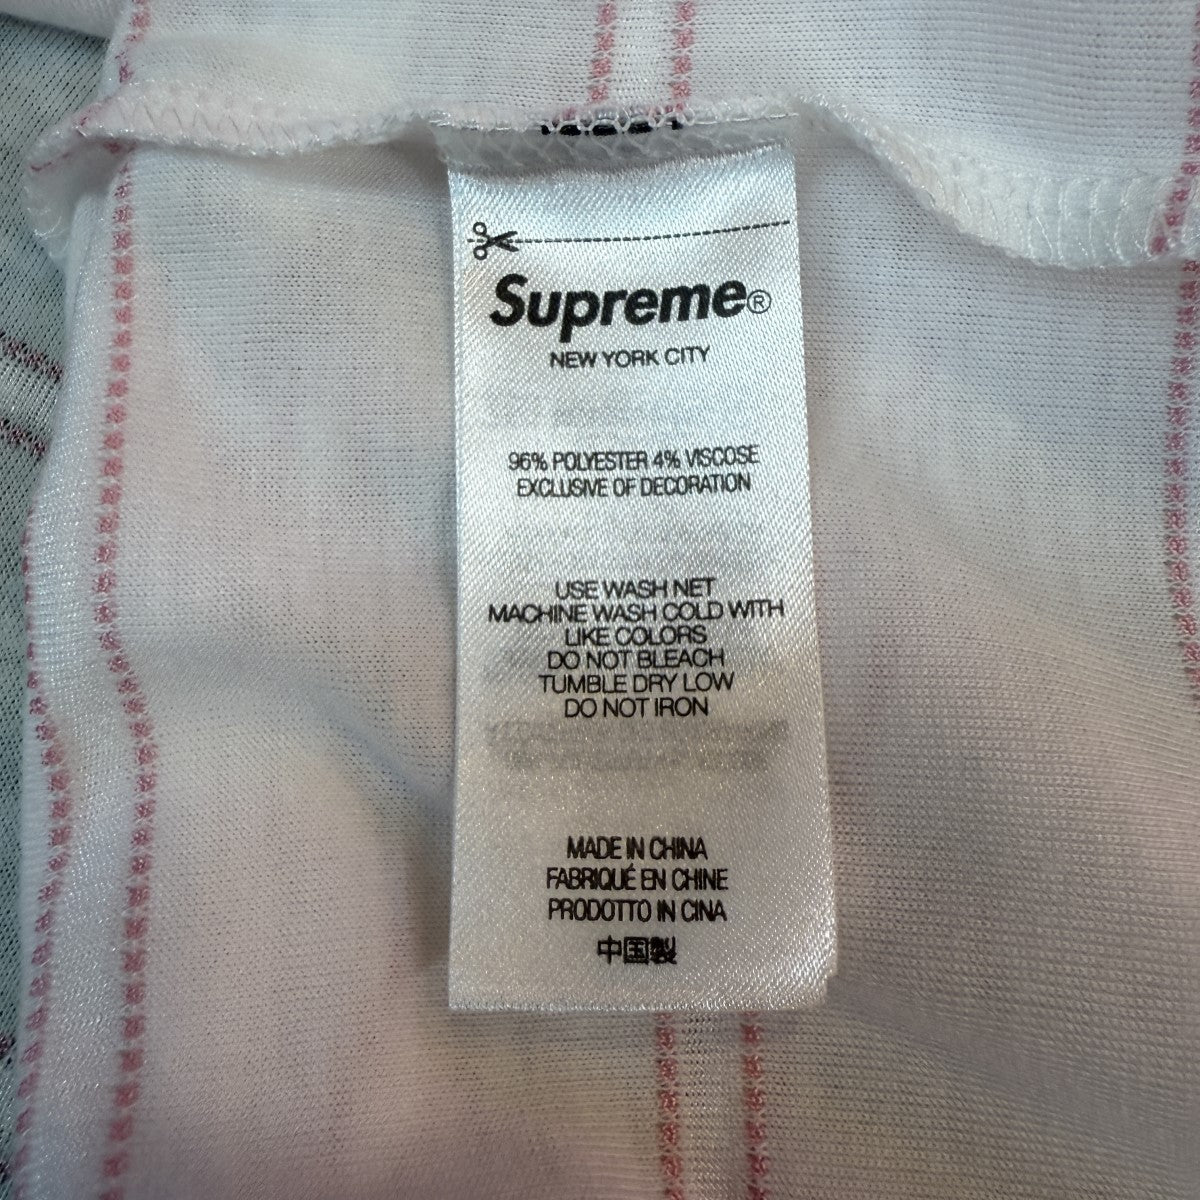 Supreme®
NEW YORK CITY
96% POLYESTER 4% VISCOSE
EXCLUSIVE OF DECORATION
USE WASH NET
MACHINE WASH COLD WITH
LIKE COLORS
DO NOT BLEACH
TUMBLE DRY LOW
DO NOT IRON
MADE IN CHINA
FABRIQUÉ EN CHINE
PRODOTTO IN CINA
中国製